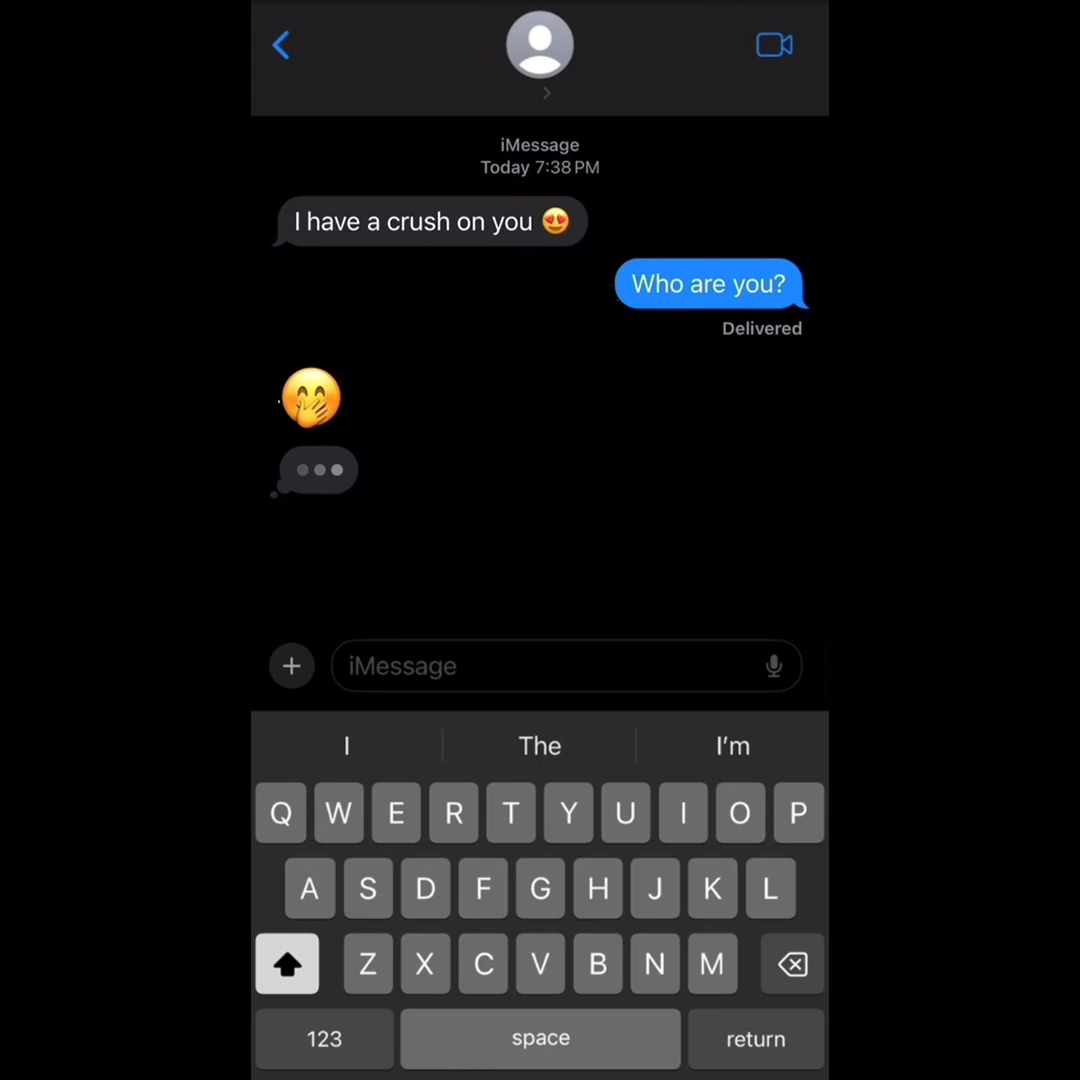 iMessage
Today 7:38 PM
I have a crush on you 😍
Who are you?
Delivered
🤭
iMessage
I The I'm
Q W E R T Y U I O P
A S D F G H J K L
Z X C V B N M
123 space return